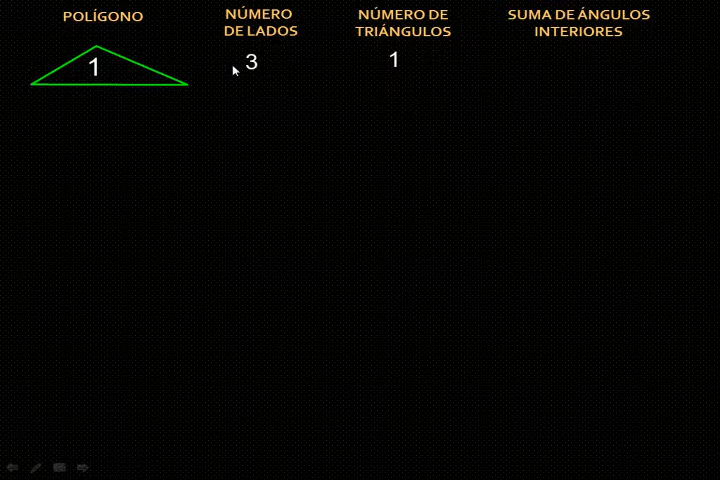 POLÍGONO
NÚMERO
DE LADOS
NÚMERO DE
TRIÁNGULOS
SUMA DE ÁNGULOS
INTERIORES
1
3
1